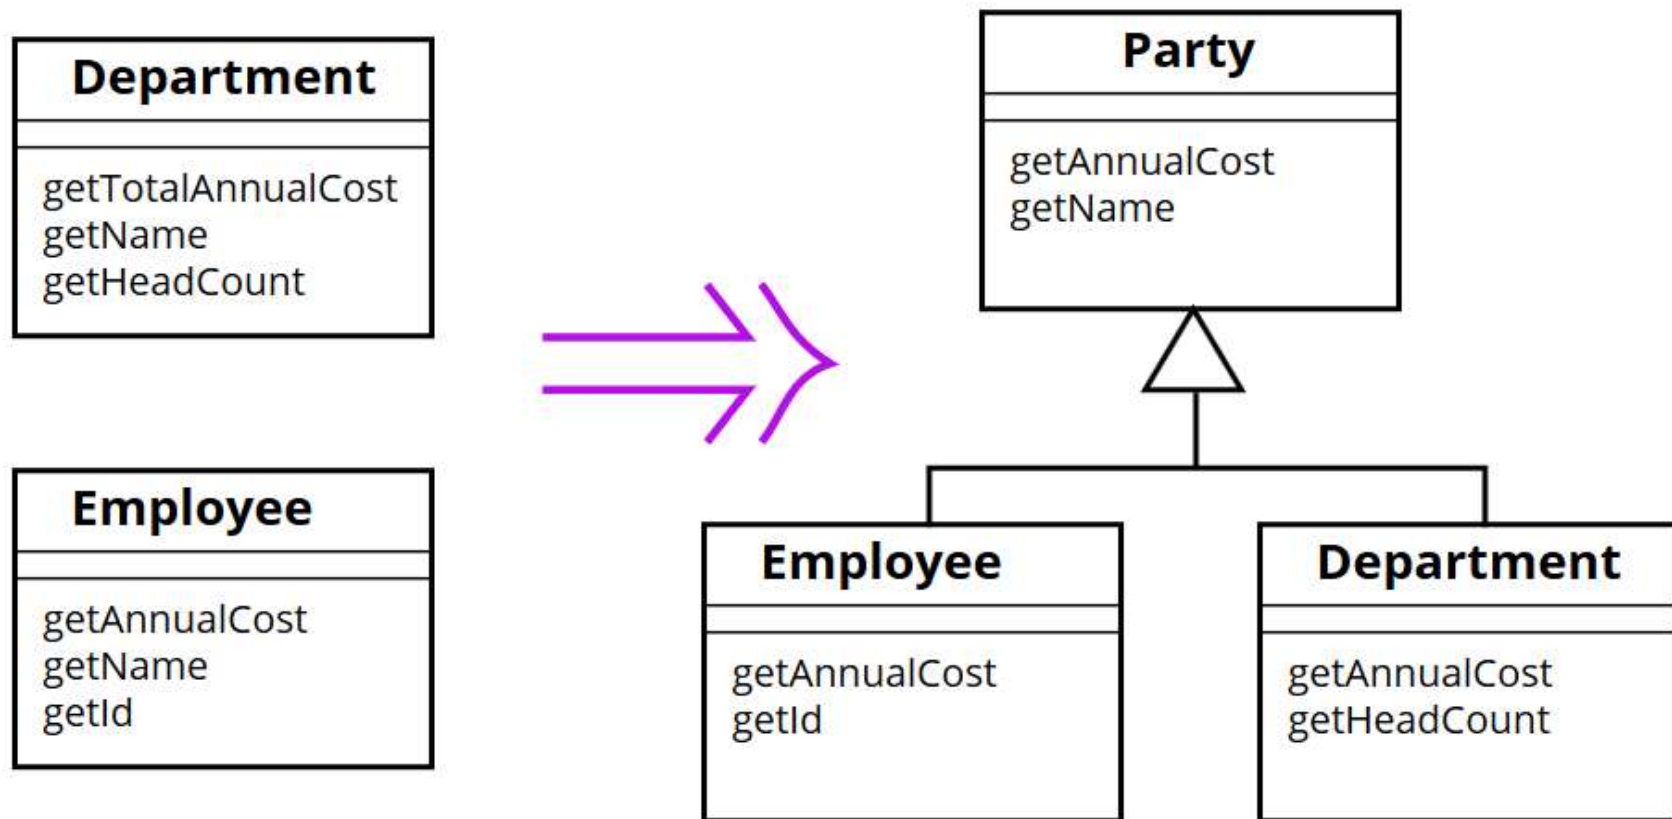 Department
getTotalAnnualCost
getName
getHeadCount
Employee
getAnnualCost
getName
getId
Party
getAnnualCost
getName
Employee
getAnnualCost
getId
Department
getAnnualCost
getHeadCount